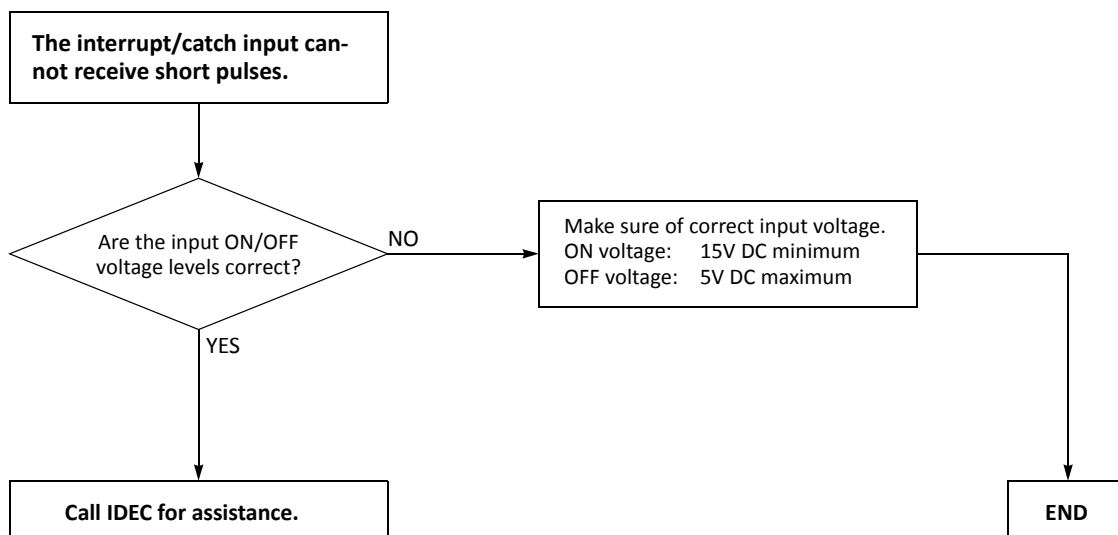 The interrupt/catch input can-
not receive short pulses.
Are the input ON/OFF
voltage levels correct?
NO
Make sure of correct input voltage.
ON voltage: 15V DC minimum
OFF voltage: 5V DC maximum
YES
Call IDEC for assistance.
END